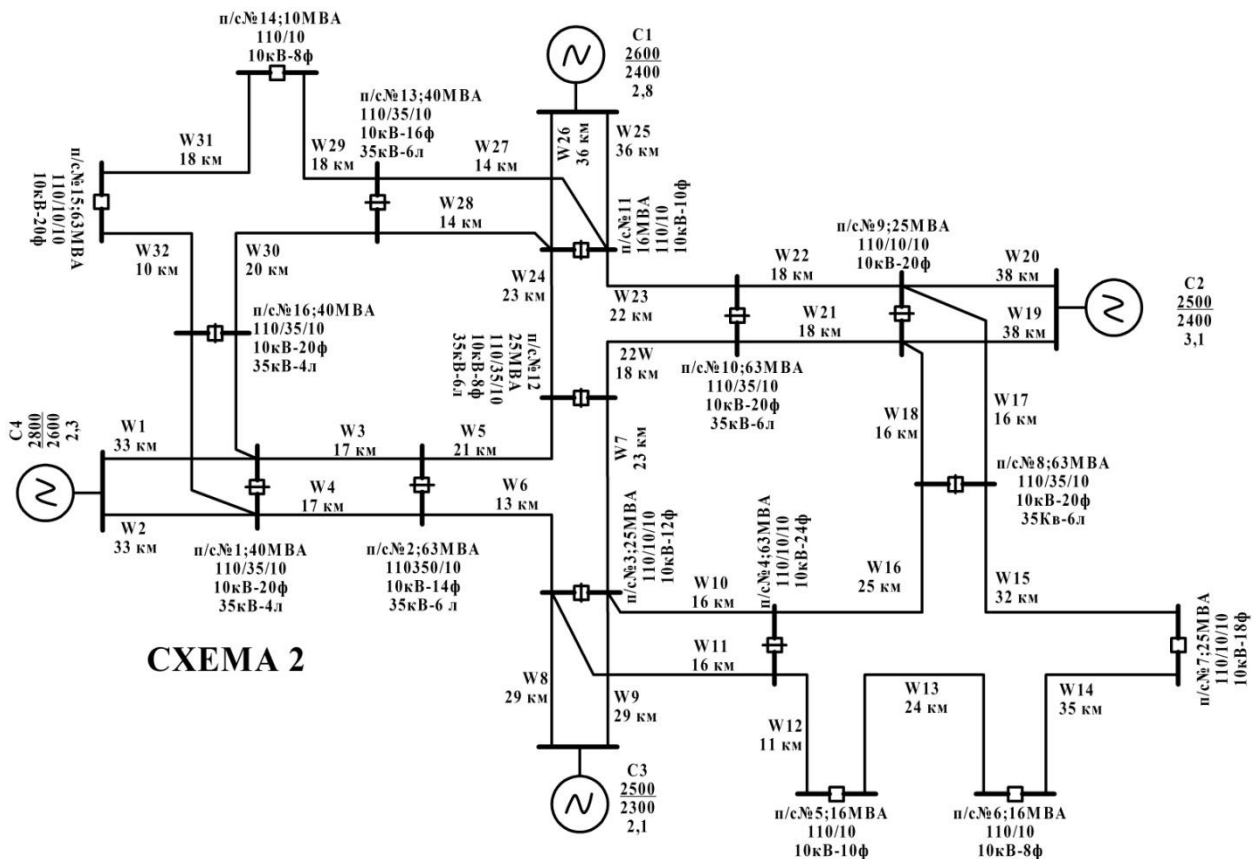 п/с№14;10МВА
110/10
10кВ-8ф
С1
2600
2400
2,8
п/с№13;40МВА
110/35/10
10кВ-16ф
35кВ-6л
W31
18 км
W29
18 км
W27
14 км
W26
36 км
W25
36 км
п/с№15;63МВА
110/10/10
10кВ-20ф
W28
14 км
п/с№11
16МВА
110/10
10кВ-10ф
п/с№9;25МВА
110/10/10
10кВ-20ф
W32
10 км
W30
20 км
W24
23 км
W22
18 км
W20
38 км
С2
2500
2400
3,1
W23
22 км
W21
18 км
W19
38 км
п/с№16;40МВА
110/35/10
10кВ-20ф
35кВ-4л
п/с№12
25МВА
110/35/10
10кВ-8ф
35кВ-6л
22W
18 км
п/с№10;63МВА
110/35/10
10кВ-20ф
35кВ-6л
W18
16 км
W17
16 км
С4
2800
2600
2,3
W1
33 км
W3
17 км
W5
21 км
W7
23 км
W4
17 км
W6
13 км
W2
33 км
п/с№8;63МВА
110/35/10
10кВ-20ф
35Кв-6л
п/с№1;40МВА
110/35/10
10кВ-20ф
35кВ-4л
п/с№2;63МВА
110350/10
10кВ-14ф
35кВ-6 л
п/с№3;25МВА
110/10/10
10кВ-12ф
п/с№4;63МВА
110/10/10
10кВ-24ф
W10
16 км
W16
25 км
W15
32 км
п/с№7;25МВА
110/10/10
10кВ-18ф
СХЕМА 2
W11
16 км
W8
29 км
W9
29 км
W13
24 км
W14
35 км
W12
11 км
С3
2500
2300
2,1
п/с№5;16МВА
110/10
10кВ-10ф
п/с№6;16МВА
110/10
10кВ-8ф